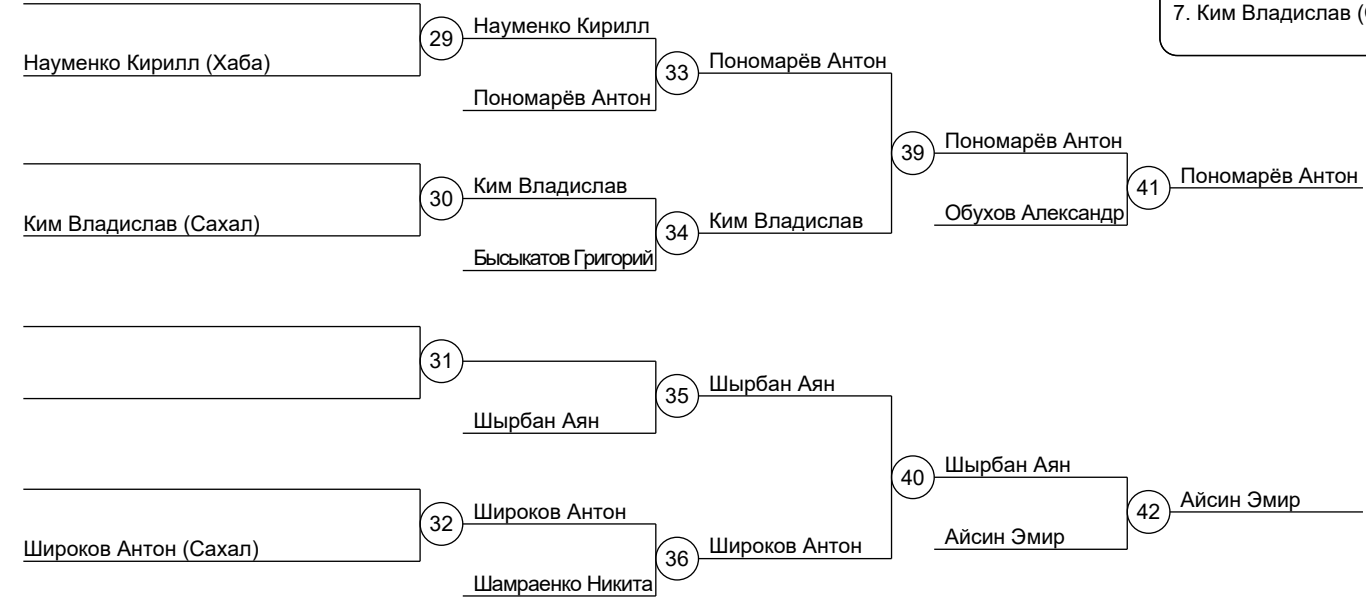 7. Ким Владислав (
Науменко Кирилл
29
Науменко Кирилл (Хаба)
Пономарёв Антон
33
Пономарёв Антон
Пономарёв Антон
39
Пономарёв Антон
41
Обухов Александр
Ким Владислав
30
Ким Владислав (Сахал)
Ким Владислав
34
Бысыкатов Григорий
31
Шырбан Аян
35
Шырбан Аян
Шырбан Аян
40
Айсин Эмир
42
Айсин Эмир
Широков Антон
32
Широков Антон (Сахал)
Широков Антон
36
Шамраенко Никита